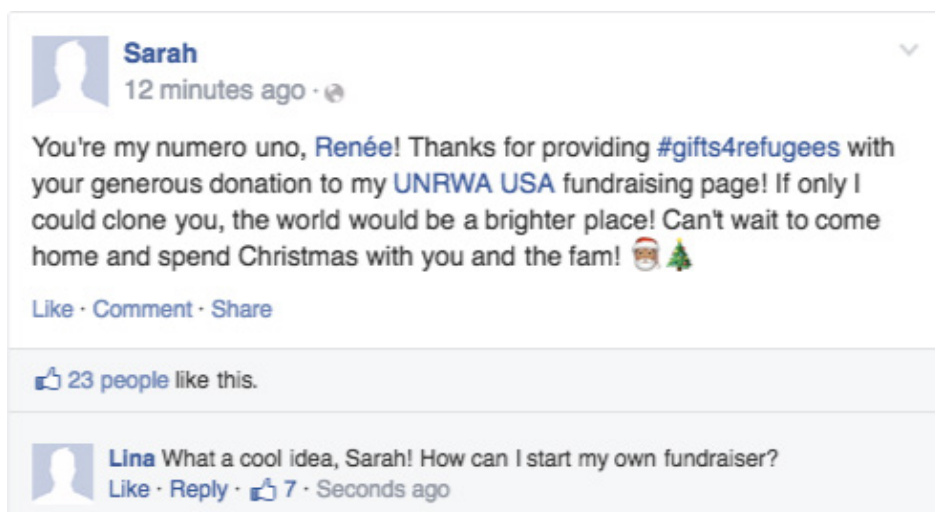 Sarah
12 minutes ago ·
You're my numero uno, Renée! Thanks for providing #gifts4refugees with
your generous donation to my UNRWA USA fundraising page! If only I
could clone you, the world would be a brighter place! Can't wait to come
home and spend Christmas with you and the fam! 🎅🏽🎄
Like · Comment · Share
23 people like this.
Lina What a cool idea, Sarah! How can I start my own fundraiser?
Like · Reply · 7 · Seconds ago